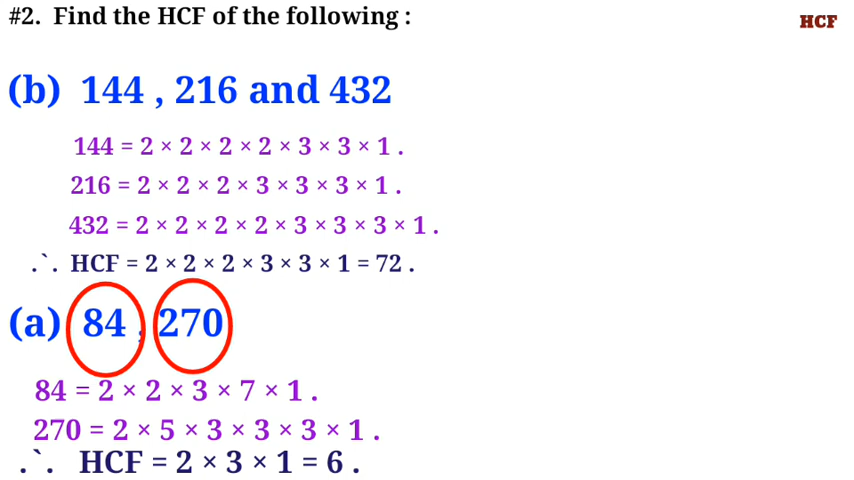 #2. Find the HCF of the following :
HCF
(b) 144 , 216 and 432
144 = 2 × 2 × 2 × 2 × 3 × 3 × 1 .
216 = 2 × 2 × 2 × 3 × 3 × 3 × 1 .
432 = 2 × 2 × 2 × 2 × 3 × 3 × 3 × 1 .
.`. HCF = 2 × 2 × 2 × 3 × 3 × 1 = 72 .
(a) 84 , 270
84 = 2 × 2 × 3 × 7 × 1 .
270 = 2 × 5 × 3 × 3 × 3 × 1 .
.`. HCF = 2 × 3 × 1 = 6 .